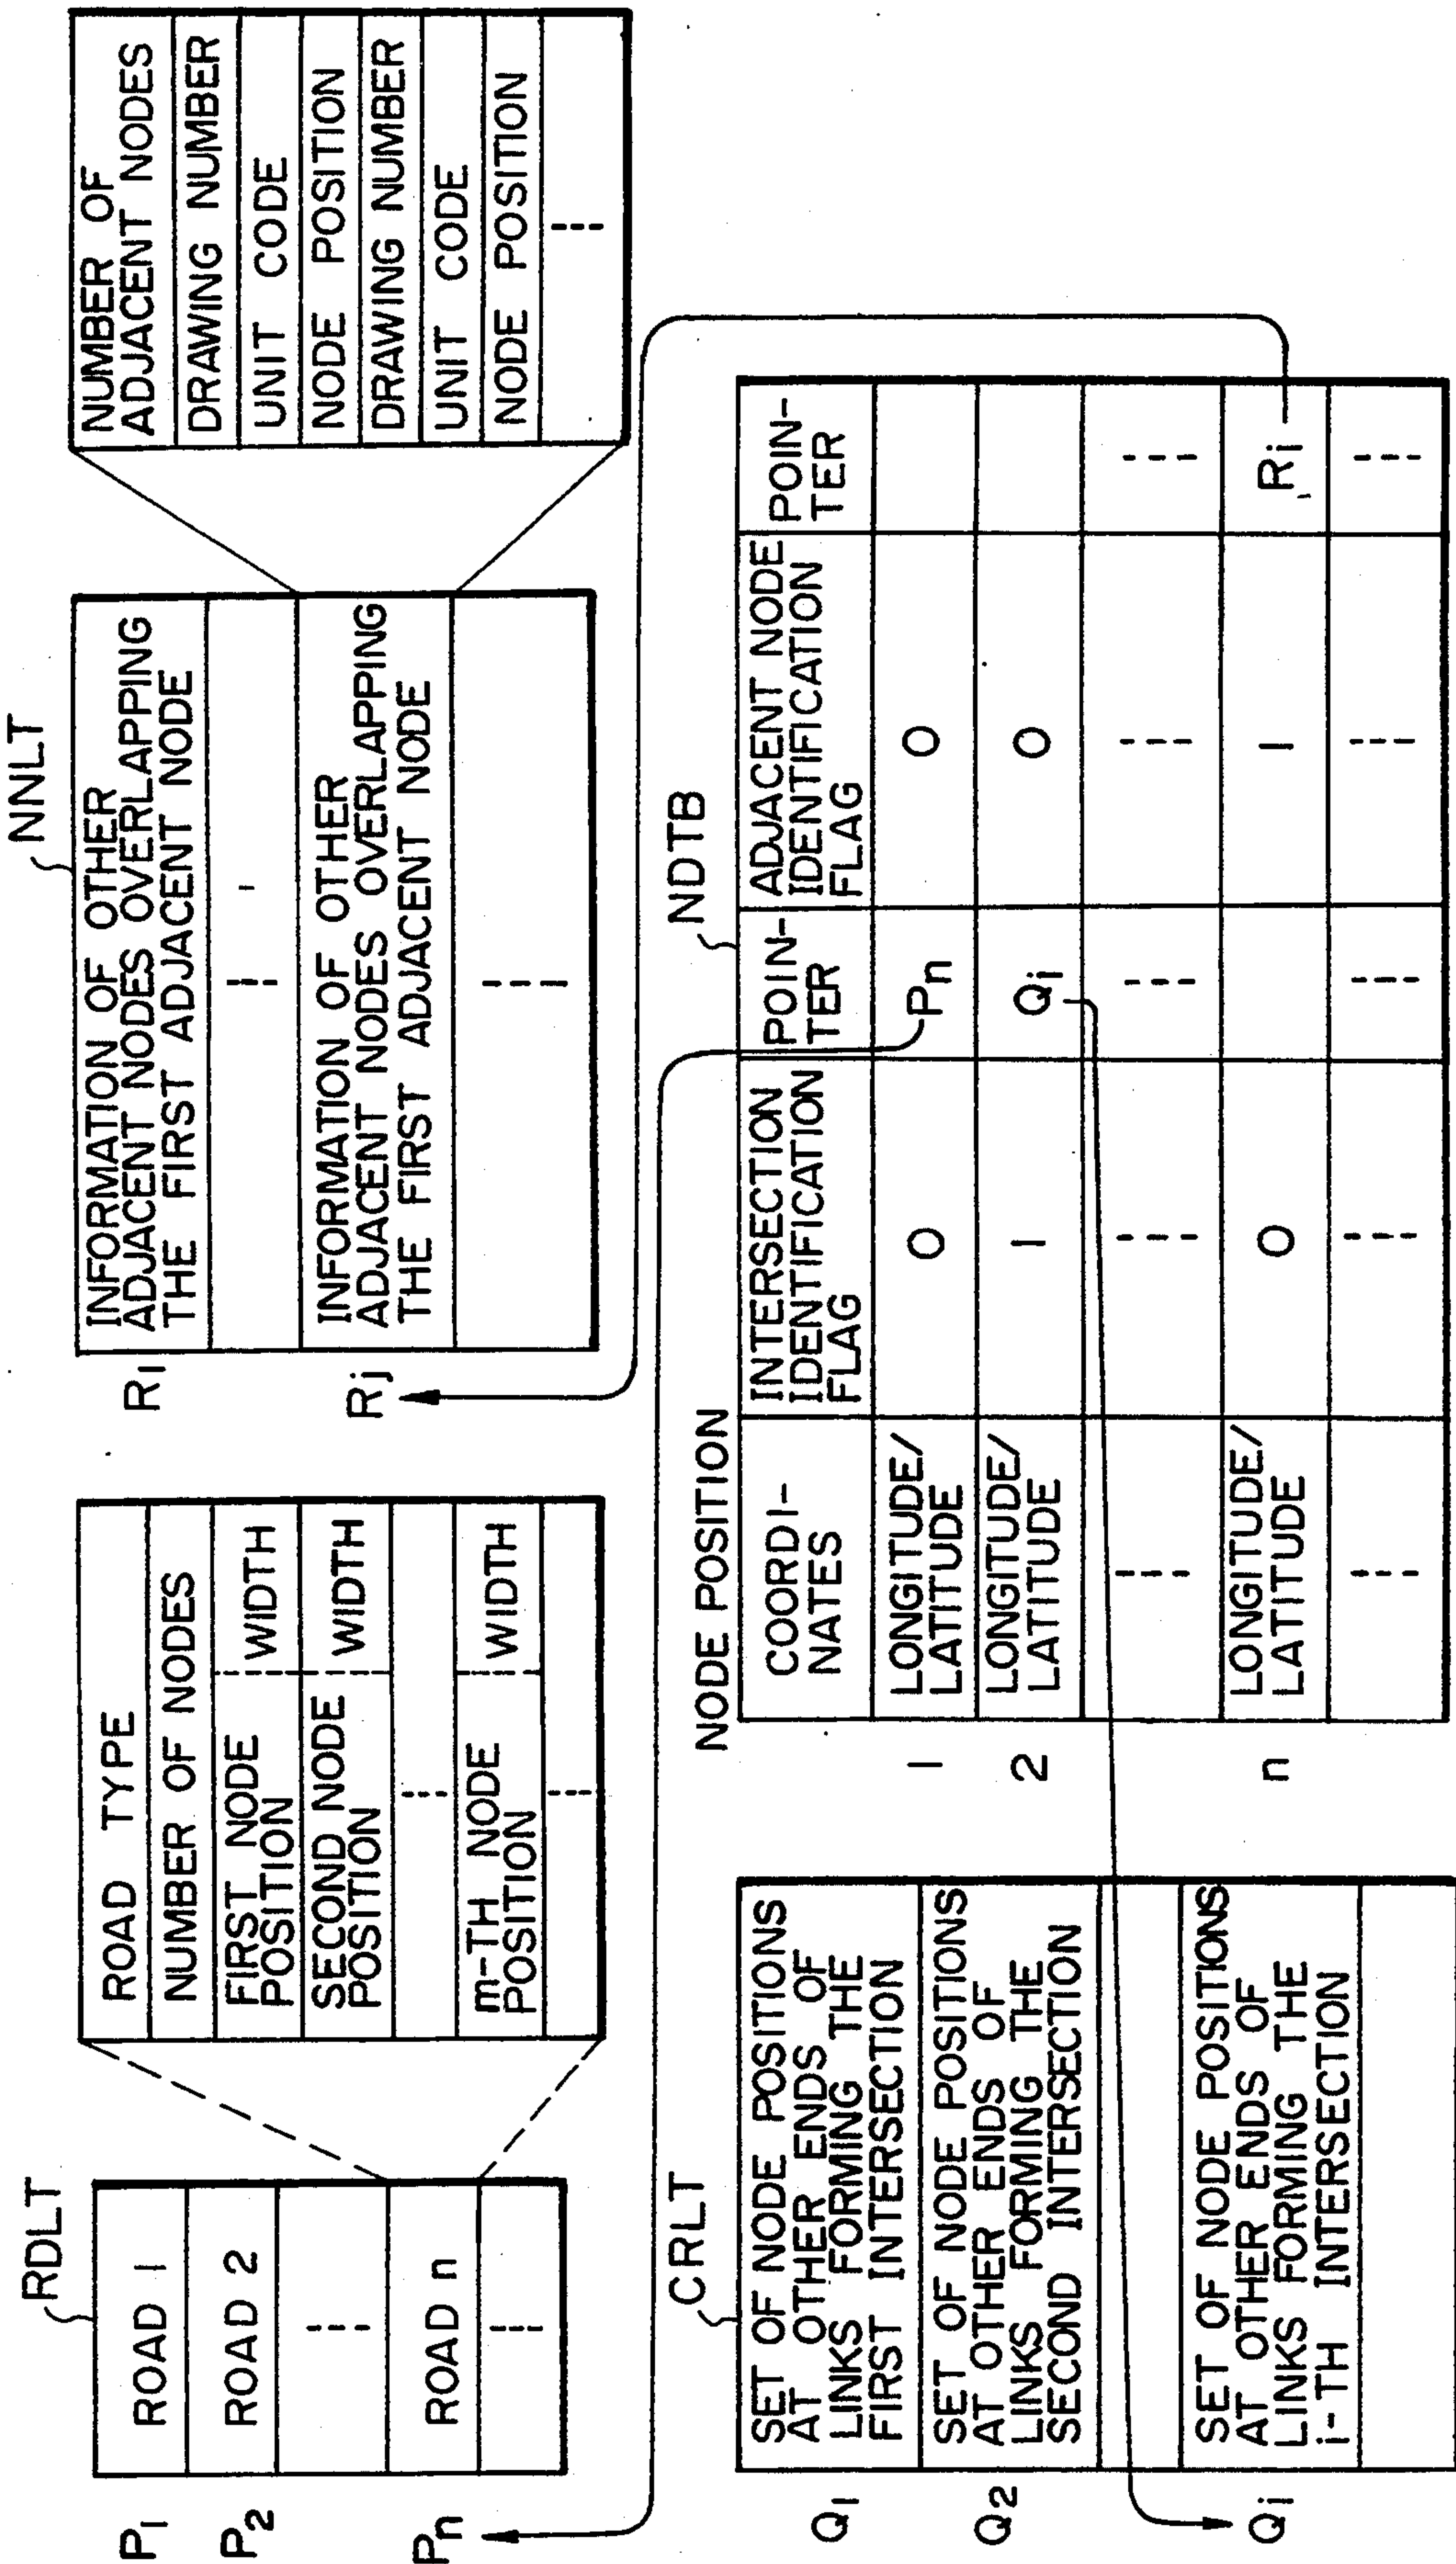 RDLT
P1
ROAD 1
P2
ROAD 2
---
Pn
ROAD n
---
ROAD TYPE
NUMBER OF NODES
FIRST NODE
POSITION
WIDTH
SECOND NODE
POSITION
WIDTH
---
m-TH NODE
POSITION
WIDTH
---
NNLT
R1
INFORMATION OF OTHER
ADJACENT NODES OVERLAPPING
THE FIRST ADJACENT NODE
---
Rj
INFORMATION OF OTHER
ADJACENT NODES OVERLAPPING
THE FIRST ADJACENT NODE
----
NUMBER OF
ADJACENT NODES
DRAWING NUMBER
UNIT CODE
NODE POSITION
DRAWING NUMBER
UNIT CODE
NODE POSITION
---
CRLT
Q1
SET OF NODE POSITIONS
AT OTHER ENDS OF
LINKS FORMING THE
FIRST INTERSECTION
Q2
SET OF NODE POSITIONS
AT OTHER ENDS OF
LINKS FORMING THE
SECOND INTERSECTION
Qi
SET OF NODE POSITIONS
AT OTHER ENDS OF
LINKS FORMING THE
i-TH INTERSECTION
NODE POSITION
NDTB
COORDI-
NATES
INTERSECTION
IDENTIFICATION
FLAG
POIN-
TER
ADJACENT NODE
IDENTIFICATION
FLAG
POIN-
TER
1
LONGITUDE/
LATITUDE
0
Pn
0
2
LONGITUDE/
LATITUDE
1
Qi
0
---
---
---
---
---
n
LONGITUDE/
LATITUDE
0
1
Ri
---
---
---
---
---